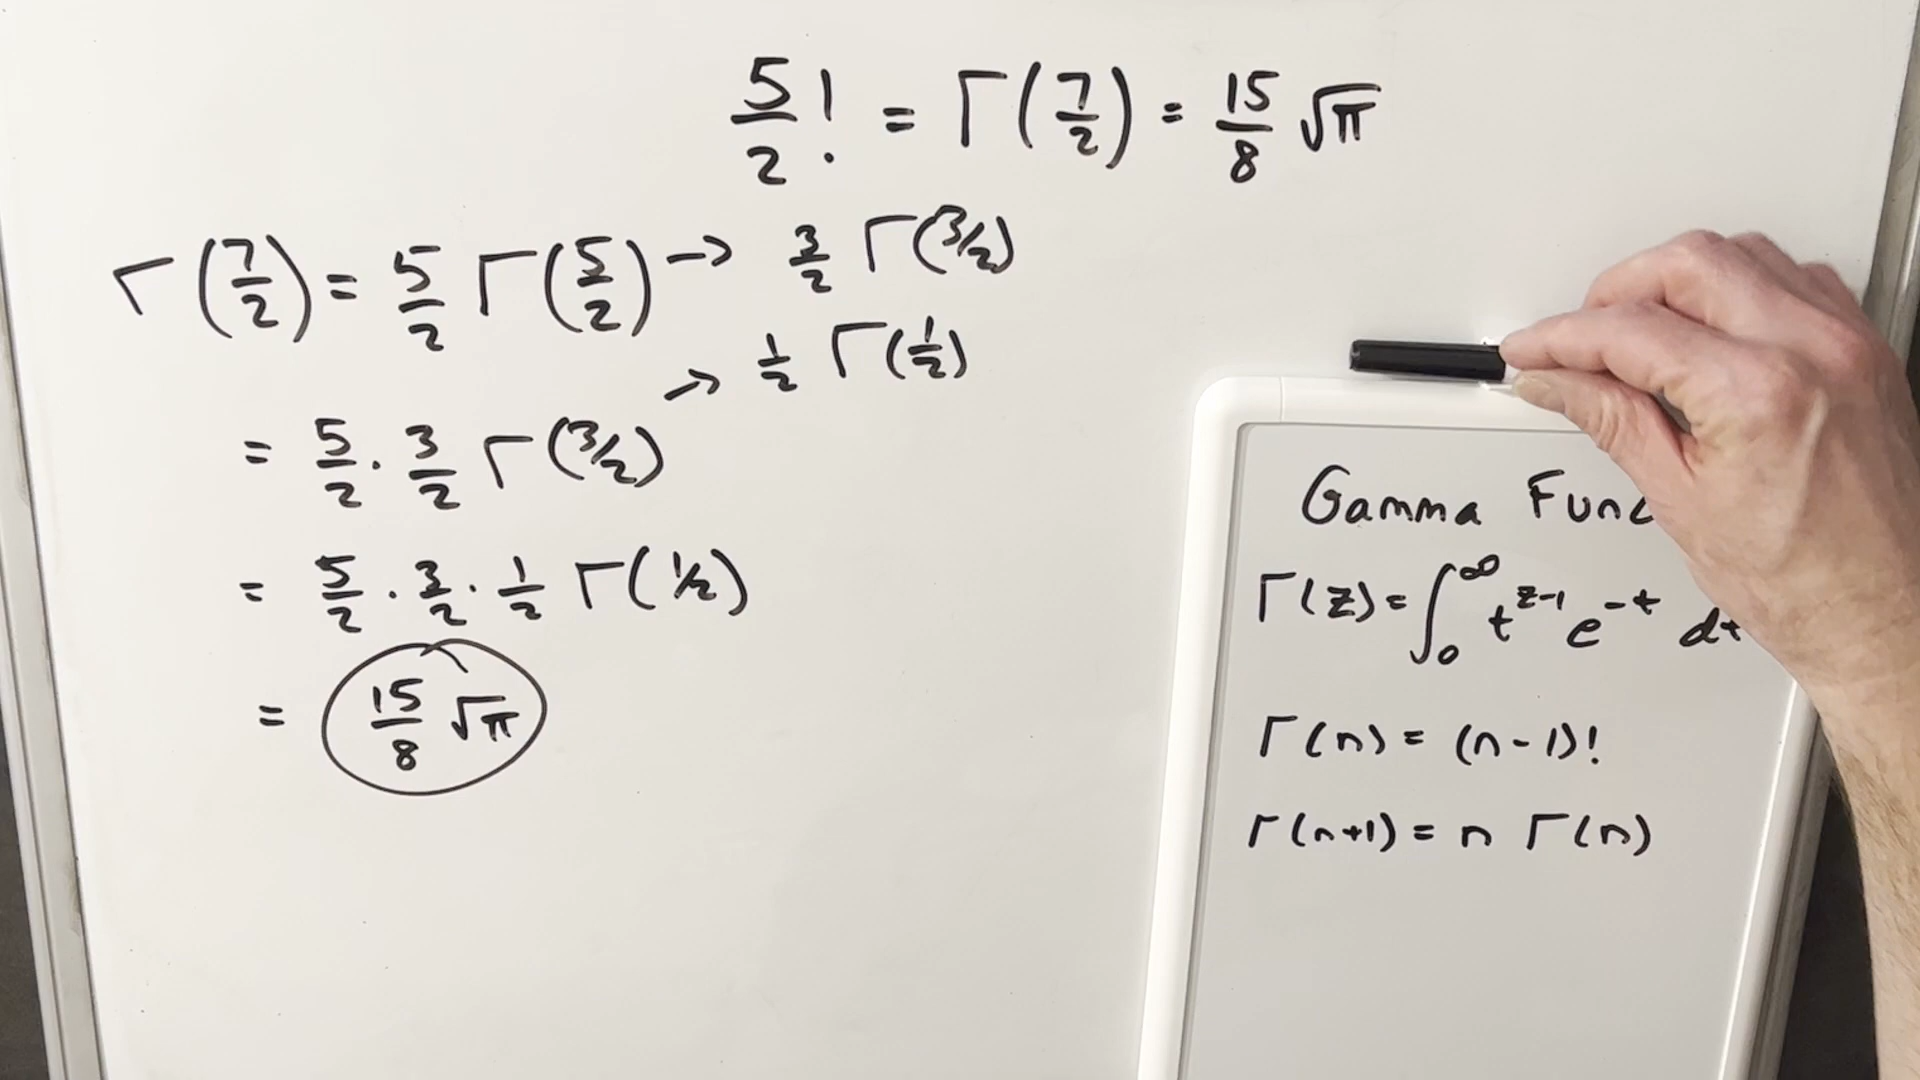 5/2 ! = Γ(7/2) = 15/8 √π
Γ(7/2) = 5/2 Γ(5/2) → 3/2 Γ(3/2)
→ 1/2 Γ(1/2)
= 5/2 · 3/2 Γ(3/2)
= 5/2 · 3/2 · 1/2 Γ(1/2)
= 15/8 √π
Gamma
Γ(z) = ∫₀^∞ t^(z-1) e^(-t) dt
Γ(n) = (n-1)!
Γ(n+1) = n Γ(n)